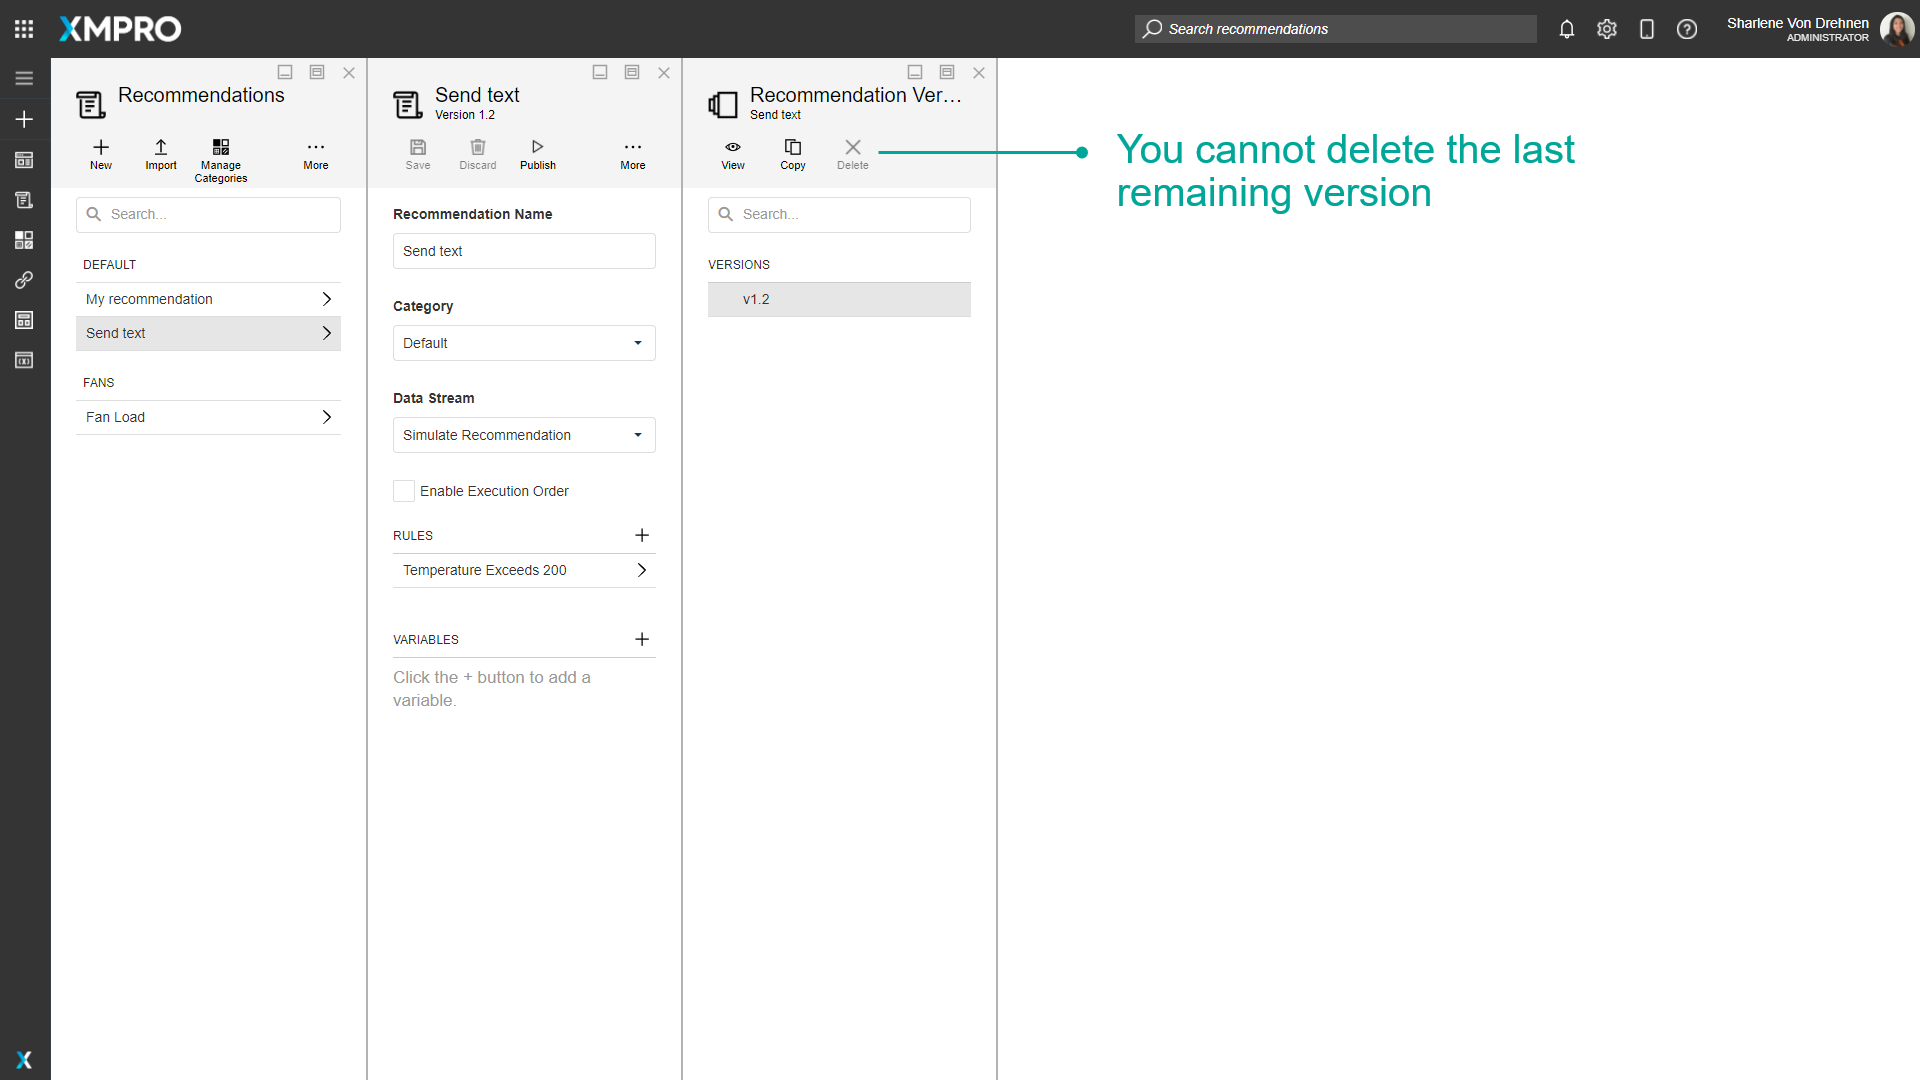 XMPRO
Search recommendations
Sharlene Von Drehnen
ADMINISTRATOR
Recommendations
New
Import
Manage
Categories
More
Search...
DEFAULT
My recommendation
Send text
FANS
Fan Load
Send text
Version 1.2
Save
Discard
Publish
More
Recommendation Name
Send text
Category
Default
Data Stream
Simulate Recommendation
Enable Execution Order
RULES
Temperature Exceeds 200
VARIABLES
Click the + button to add a
variable.
Recommendation Ver...
Send text
View
Copy
Delete
Search...
VERSIONS
v1.2
You cannot delete the last
remaining version